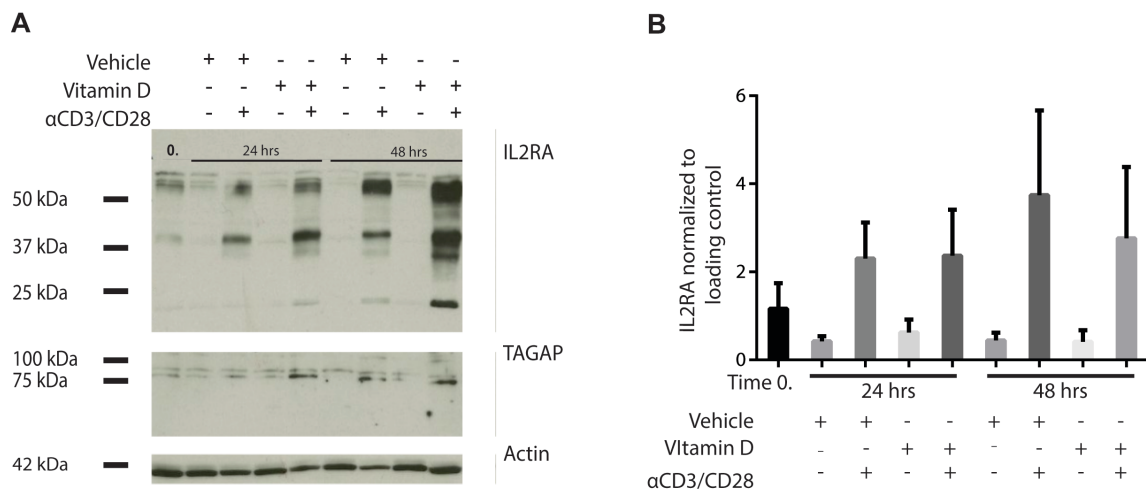 A
Vehicle + + - - + + - -
Vitamin D - - + + - - + +
αCD3/CD28 - + - + - + - +
0. 24 hrs 48 hrs
IL2RA
50 kDa
37 kDa
25 kDa
100 kDa
TAGAP
75 kDa
Actin
42 kDa
B
IL2RA normalized to
loading control
6
4
2
0
Time 0.
24 hrs 48 hrs
Vehicle + + - - + + - -
VItamin D - - + + - - + +
αCD3/CD28 - + - + - + - +